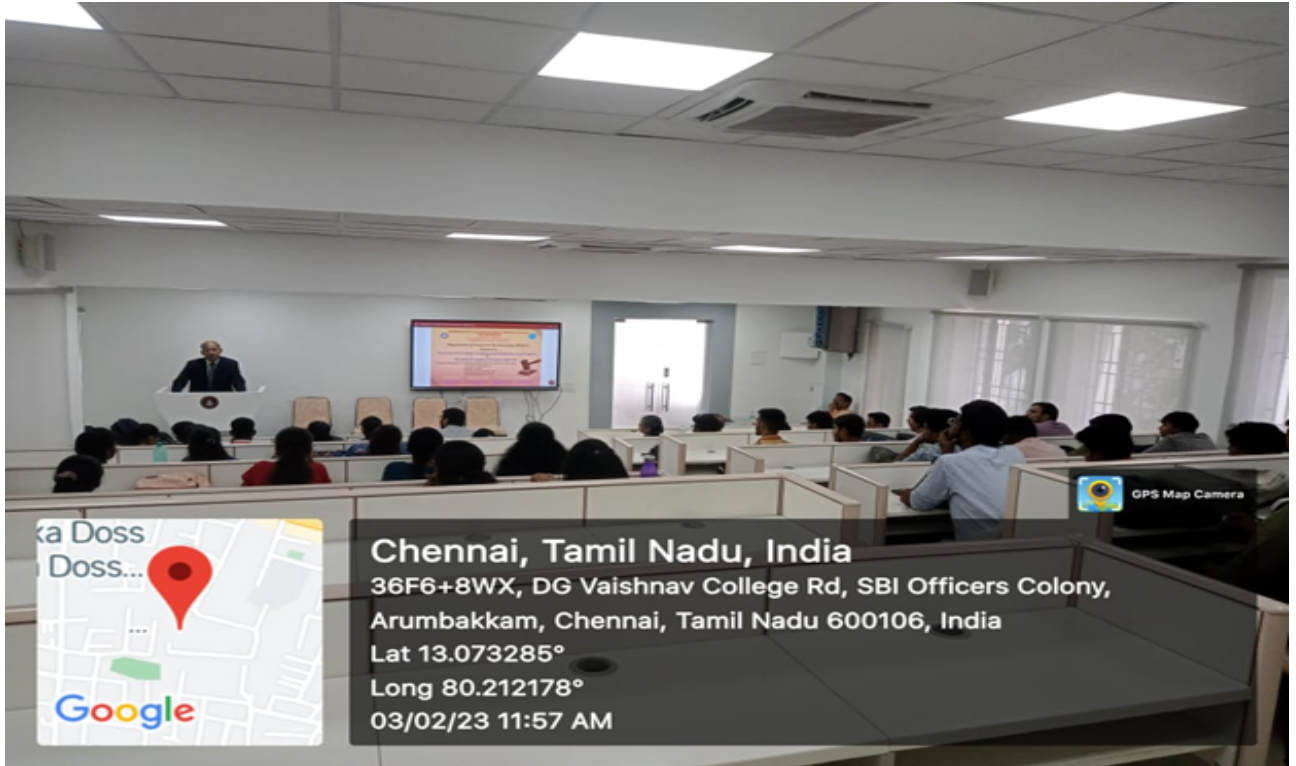 GPS Map Camera
ka Doss
Doss...
...
Google
Chennai, Tamil Nadu, India
36F6+8WX, DG Vaishnav College Rd, SBI Officers Colony,
Arumbakkam, Chennai, Tamil Nadu 600106, India
Lat 13.073285°
Long 80.212178°
03/02/23 11:57 AM